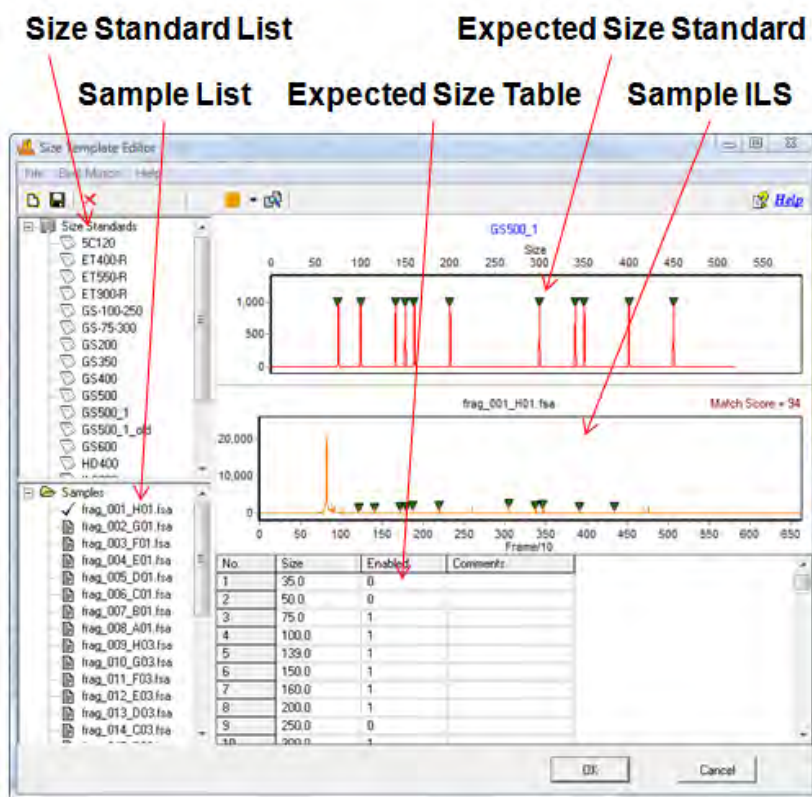 Size Standard List
Expected Size Standard
Sample List
Expected Size Table
Sample ILS
Size Template Editor
File Best Match Help
Help
Size Standards
5C120
ET400-R
ET550-R
ET900-R
GS-100-250
GS-75-300
GS200
GS350
GS400
GS500
GS500_1
GS500_1_old
GS600
HD400
GS500_1
Size
0 50 100 150 200 250 300 350 400 450 500 550
1,000
500
0
frag_001_H01.fsa
Match Score = 94
20,000
10,000
0
0 50 100 150 200 250 300 350 400 450 500 550 600 650
Frame/10
Samples
frag_001_H01.fsa
frag_002_G01.fsa
frag_003_F01.fsa
frag_004_E01.fsa
frag_005_D01.fsa
frag_006_C01.fsa
frag_007_B01.fsa
frag_008_A01.fsa
frag_009_H03.fsa
frag_010_G03.fsa
frag_011_F03.fsa
frag_012_E03.fsa
frag_013_D03.fsa
frag_014_C03.fsa
No. Size Enabled Comments
1 35.0 0
2 50.0 0
3 75.0 1
4 100.0 1
5 139.0 1
6 150.0 1
7 160.0 1
8 200.0 1
9 250.0 0
10 300.0 1
OK
Cancel